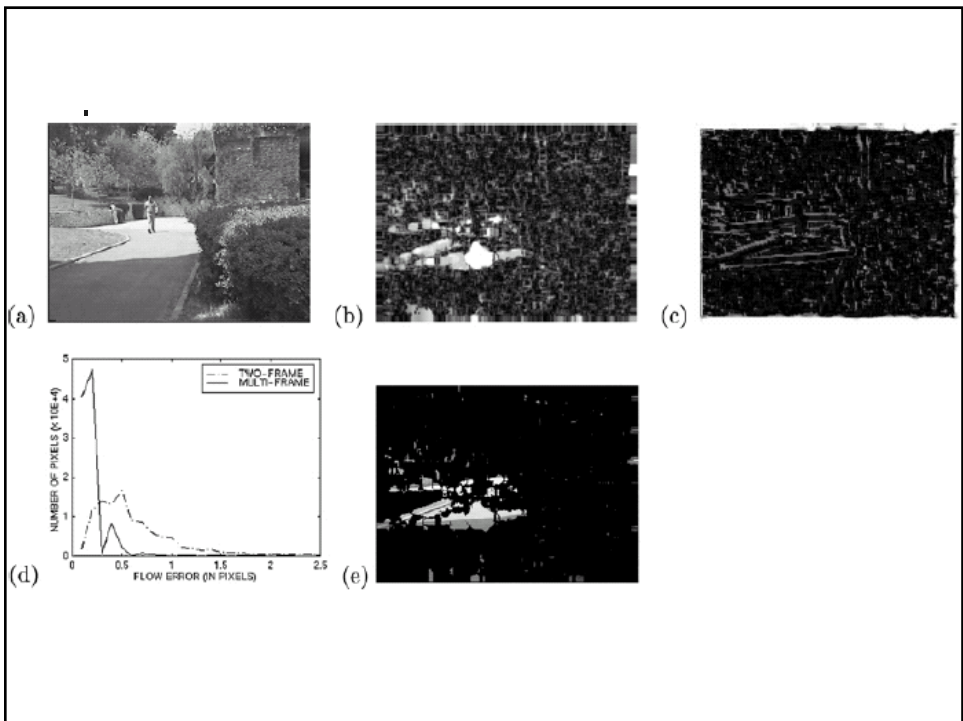 (a)
(b)
(c)
(d)
NUMBER OF PIXELS (× 10E+4)
5
4
3
2
1
0
0
0.5
1
1.5
2
2.5
FLOW ERROR (IN PIXELS)
TWO-FRAME
MULTI-FRAME
(e)